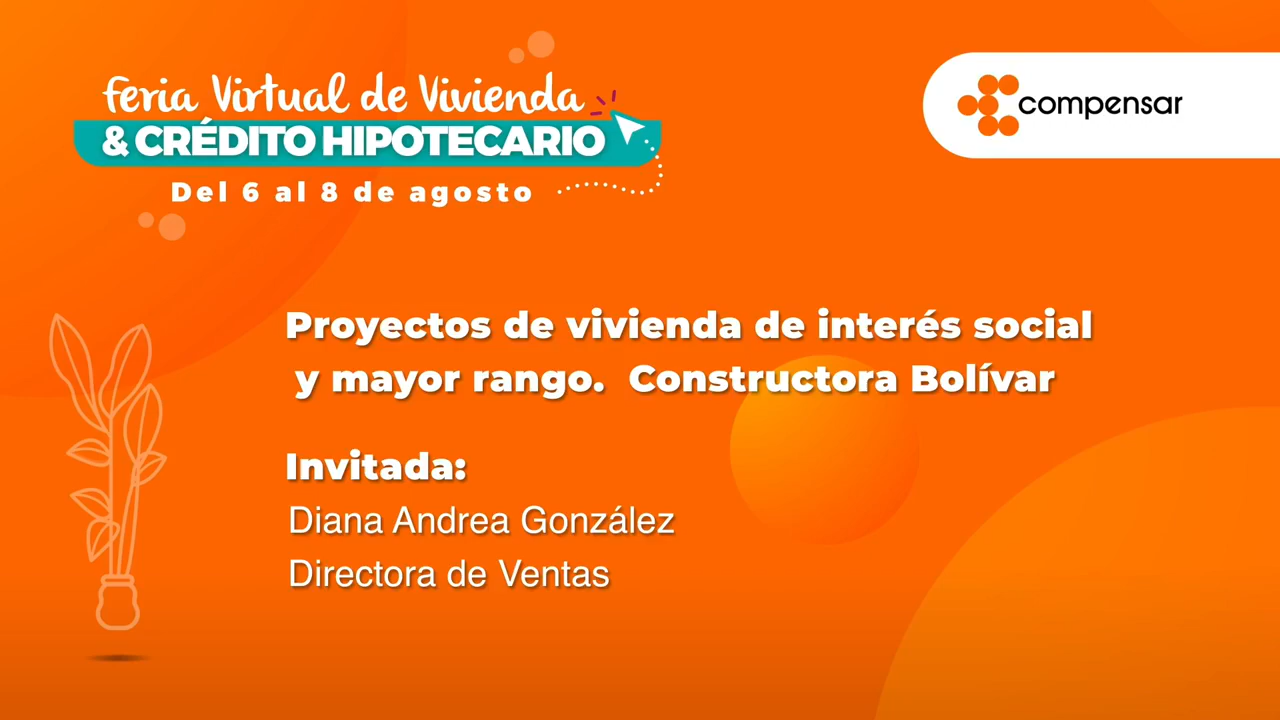 Feria Virtual de Vivienda
& CRÉDITO HIPOTECARIO
Del 6 al 8 de agosto
compensar
Proyectos de vivienda de interés social
y mayor rango. Constructora Bolívar
Invitada:
Diana Andrea González
Directora de Ventas